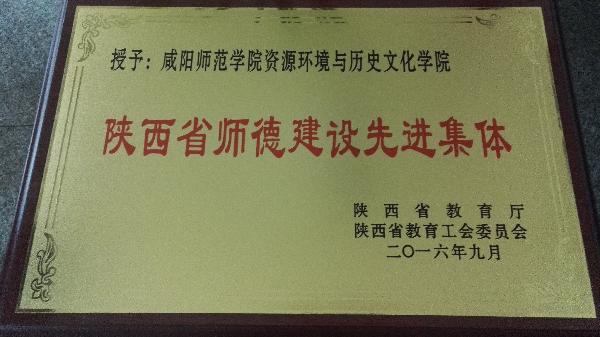 授予：咸阳师范学院资源环境与历史文化学院
陕西省师德建设先进集体
陕西省教育厅
陕西省教育工会委员会
二〇一六年九月